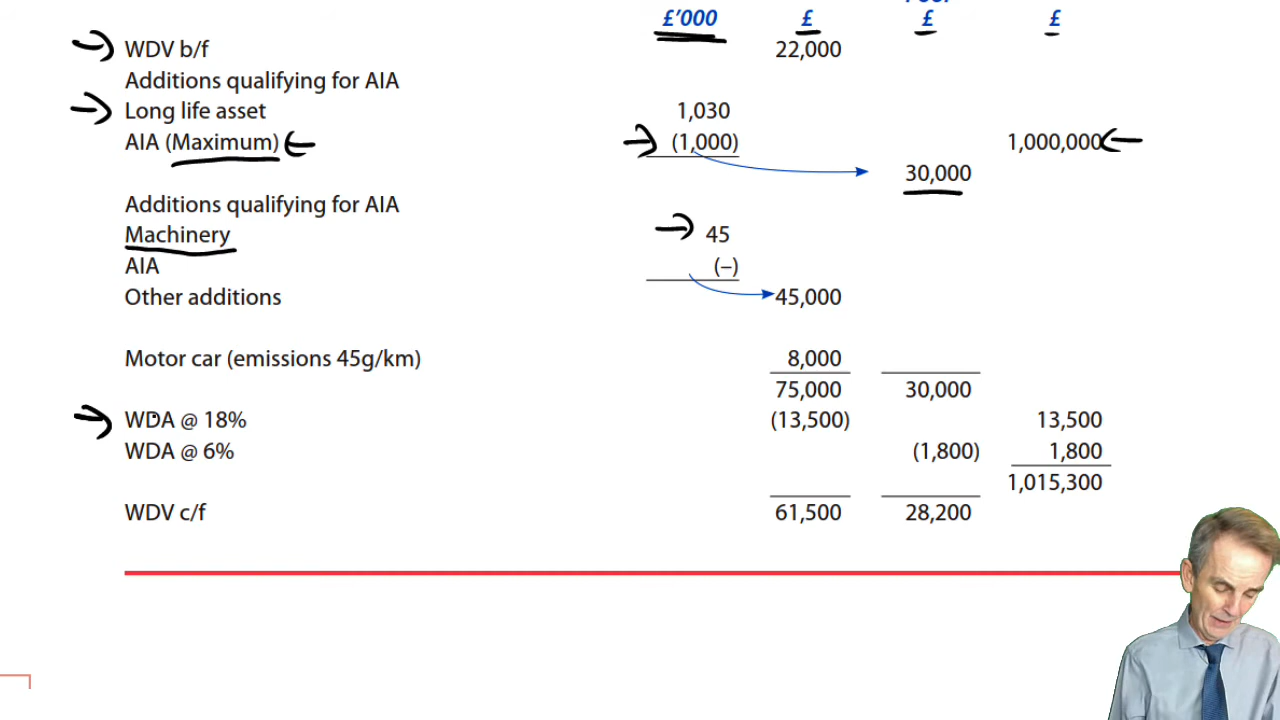 £'000 £ £ £
WDV b/f 22,000
Additions qualifying for AIA
Long life asset 1,030
AIA (Maximum) (1,000) 1,000,000
30,000
Additions qualifying for AIA
Machinery 45
AIA (–)
Other additions 45,000
Motor car (emissions 45g/km) 8,000
75,000 30,000
WDA @ 18% (13,500) 13,500
WDA @ 6% (1,800) 1,800
1,015,300
WDV c/f 61,500 28,200